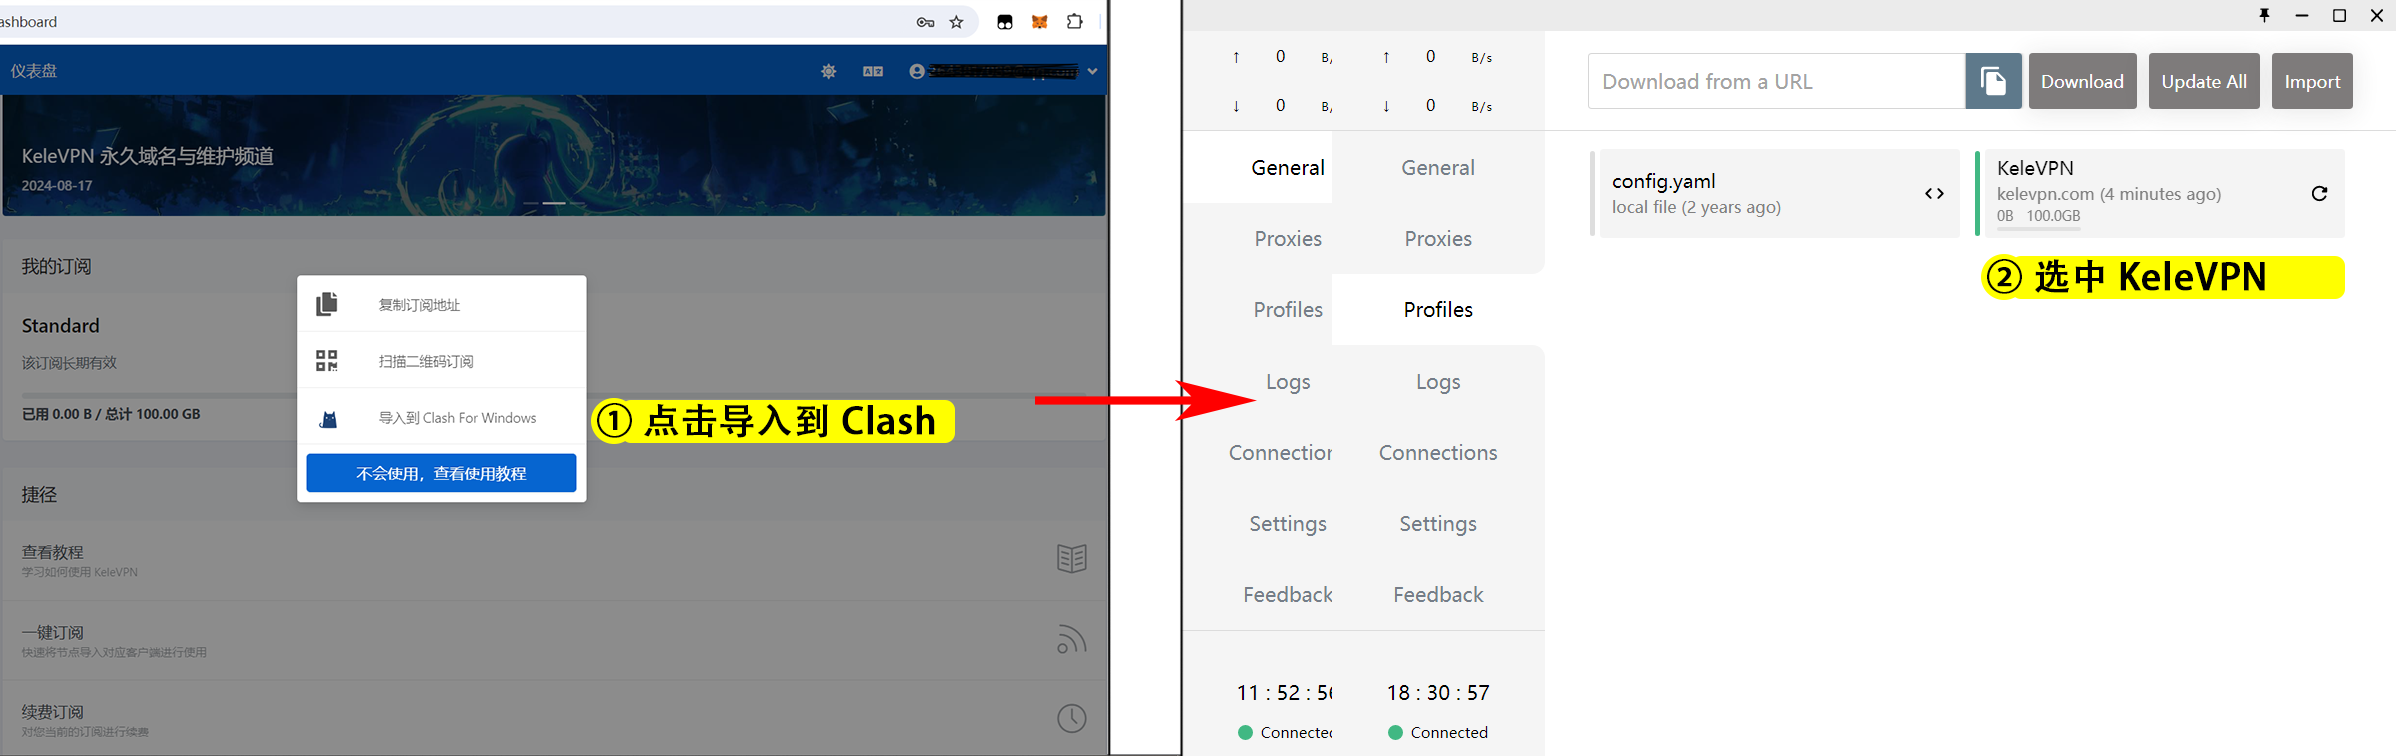 ashboard
仪表盘
KeleVPN 永久域名与维护频道
2024-08-17
我的订阅
Standard
该订阅长期有效
已用 0.00 B / 总计 100.00 GB
复制订阅地址
扫描二维码订阅
导入到 Clash For Windows
不会使用，查看使用教程
① 点击导入到 Clash
捷径
查看教程
学习如何使用 KeleVPN
一键订阅
快速将节点导入对应客户端进行使用
续费订阅
对您当前的订阅进行续费
↑ 0 B/
↓ 0 B/
General
Proxies
Profiles
Logs
Connection
Settings
Feedback
11 : 52 : 56
Connected
↑ 0 B/s
↓ 0 B/s
General
Proxies
Profiles
Logs
Connections
Settings
Feedback
18 : 30 : 57
Connected
Download from a URL
Download
Update All
Import
config.yaml
local file (2 years ago)
KeleVPN
kelevpn.com (4 minutes ago)
0B 100.0GB
② 选中 KeleVPN